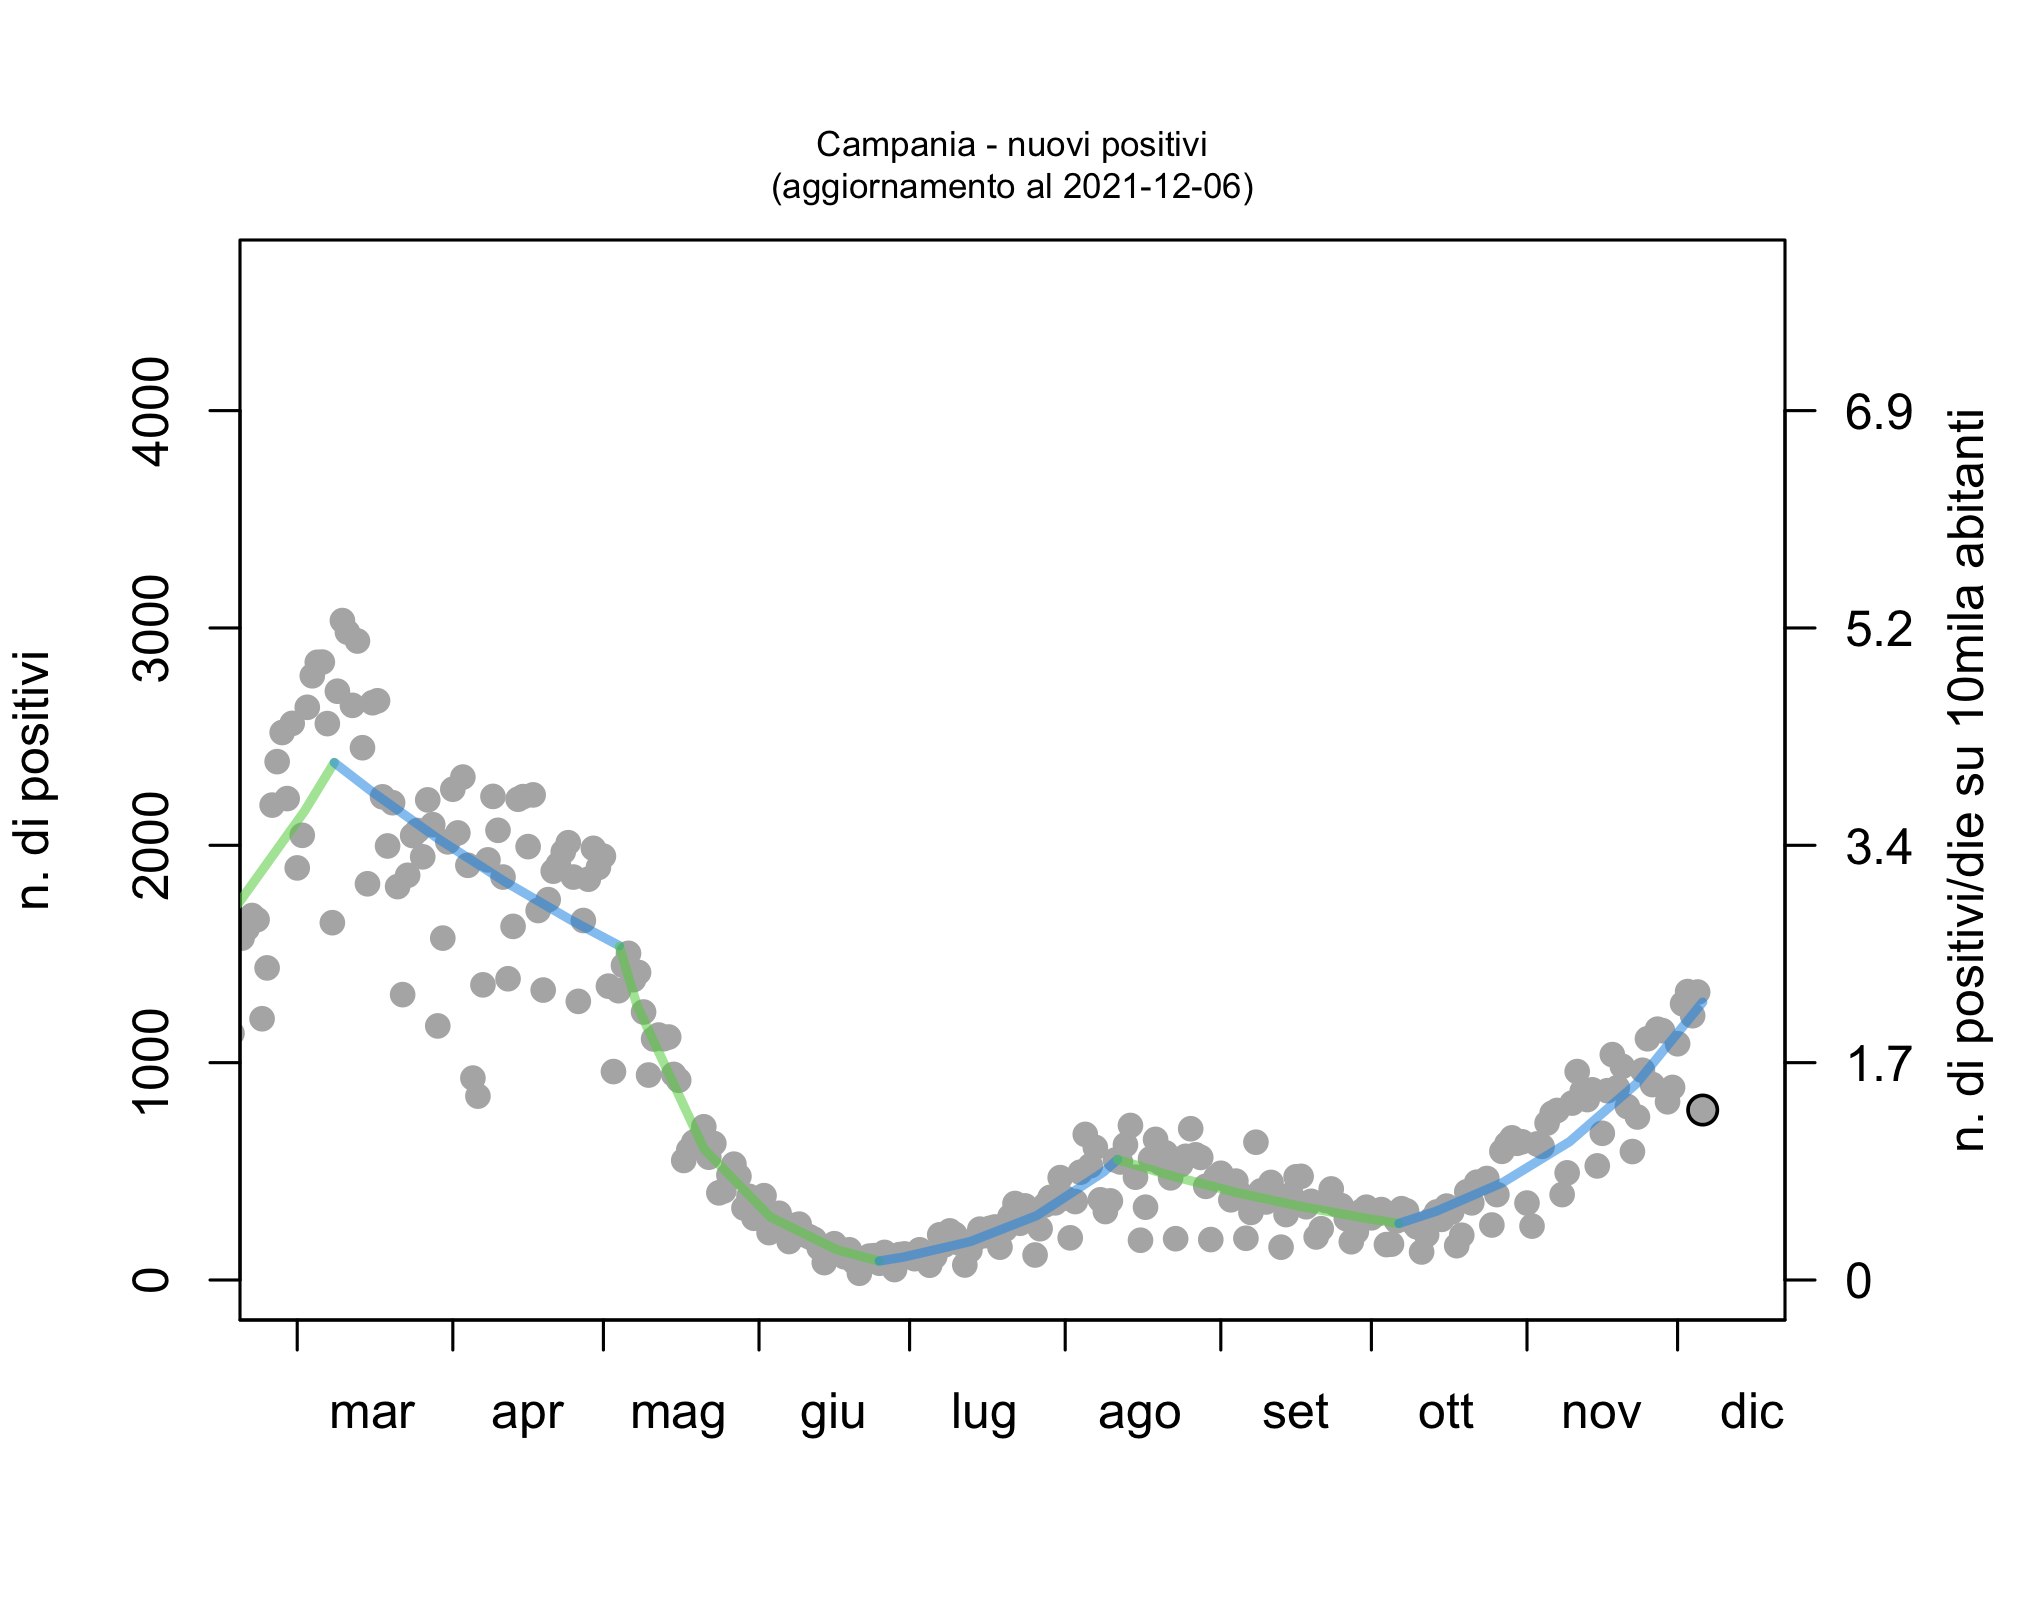 Campania - nuovi positivi
(aggiornamento al 2021-12-06)
n. di positivi
4000
3000
2000
1000
0
6.9
5.2
3.4
1.7
0
n. di positivi/die su 10mila abitanti
mar apr mag giu lug ago set ott nov dic